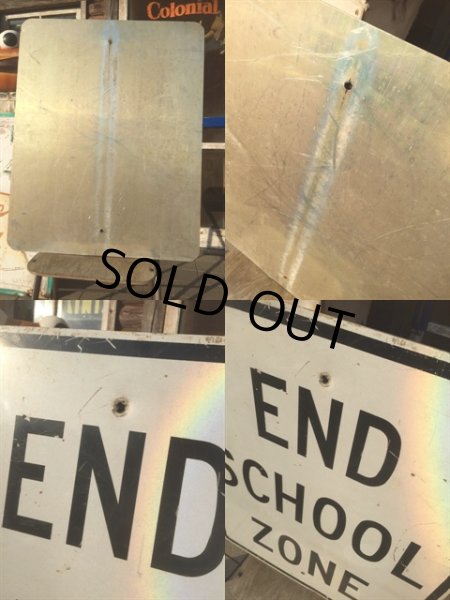 Colonial
SOLD OUT
END
END
SCHOOL
ZONE